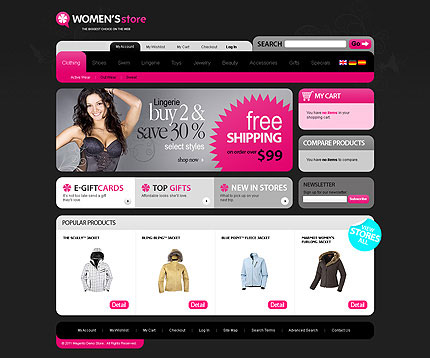 WOMEN'S store
THE BIGGEST CHOICE ON THE WEB
My Account My Wishlist My Cart Checkout Log In
SEARCH Go
Clothing Shoes Swim Lingerie Toys Jewelry Beauty Accessories Gifts Specials
Active Wear Swimwear
Lingerie
buy 2 &
save 30 %
select styles
shop now
free
SHIPPING
on order over
$99
MY CART
You have no items in your
shopping cart.
COMPARE PRODUCTS
You have no items to compare.
E-GIFTCARDS
It's not too late send a gift
they'll love.
TOP GIFTS
Affordable looks she'll love.
NEW IN STORES
What to pick up on your
next trip.
NEWSLETTER
Sign up for our newsletter
Subscribe
POPULAR PRODUCTS
VIEW
STORES
ALL
THE SCULLY™ JACKET
BLING-BLING™ JACKET
BLUE POINT™ FLEECE JACKET
MARMOT WOMEN'S
FURLONG JACKET
Detail Detail Detail Detail
My Account My Wishlist My Cart Checkout Log In Site Map Search Terms Advanced Search Contact Us
© 2011 Magento Demo Store. All Rights Reserved.